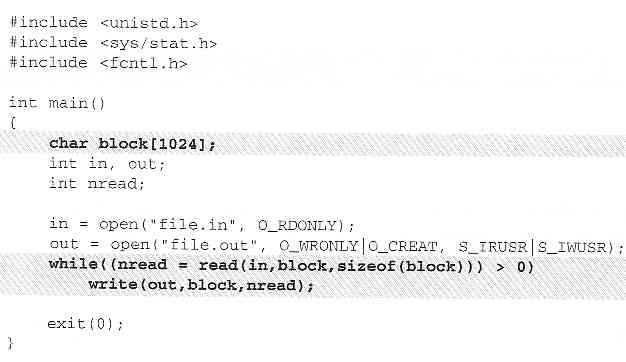 #include <unistd.h>
#include <sys/stat.h>
#include <fcntl.h>

int main()
{
    char block[1024];
    int in, out;
    int nread;

    in = open("file.in", O_RDONLY);
    out = open("file.out", O_WRONLY|O_CREAT, S_IRUSR|S_IWUSR);
    while((nread = read(in,block,sizeof(block))) > 0)
        write(out,block,nread);

    exit(0);
}